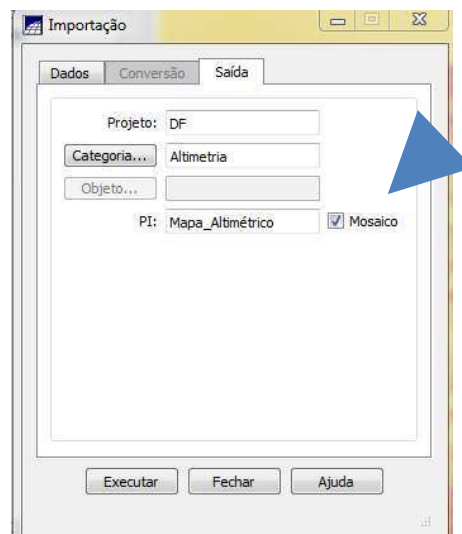 Importação
Dados Conversão Saída
Projeto: DF
Categoria... Altimetria
Objeto...
PI: Mapa_Altimétrico Mosaico
Executar Fechar Ajuda